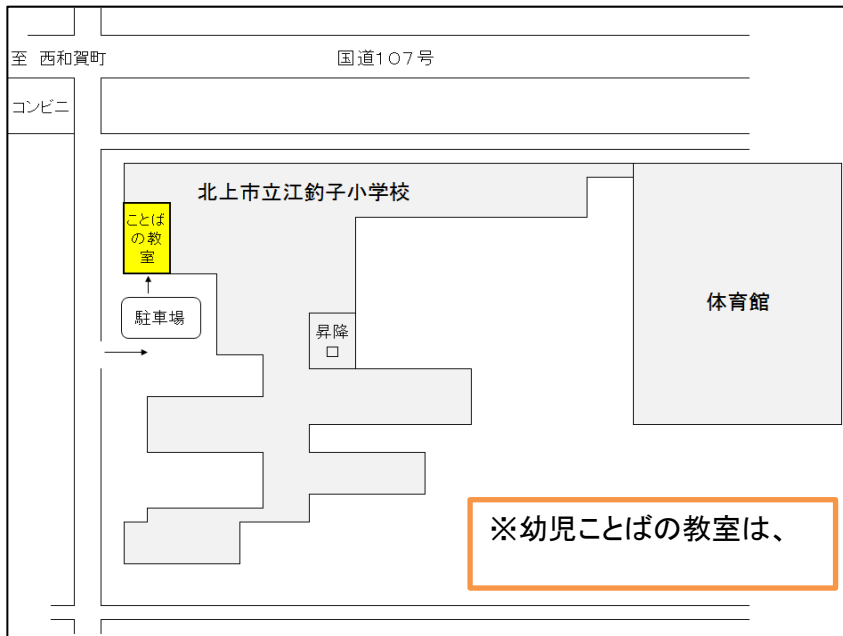 至 西和賀町
国道107号
コンビニ
北上市立江釣子小学校
ことば
の教
室
駐車場
昇降
口
体育館
※幼児ことばの教室は、